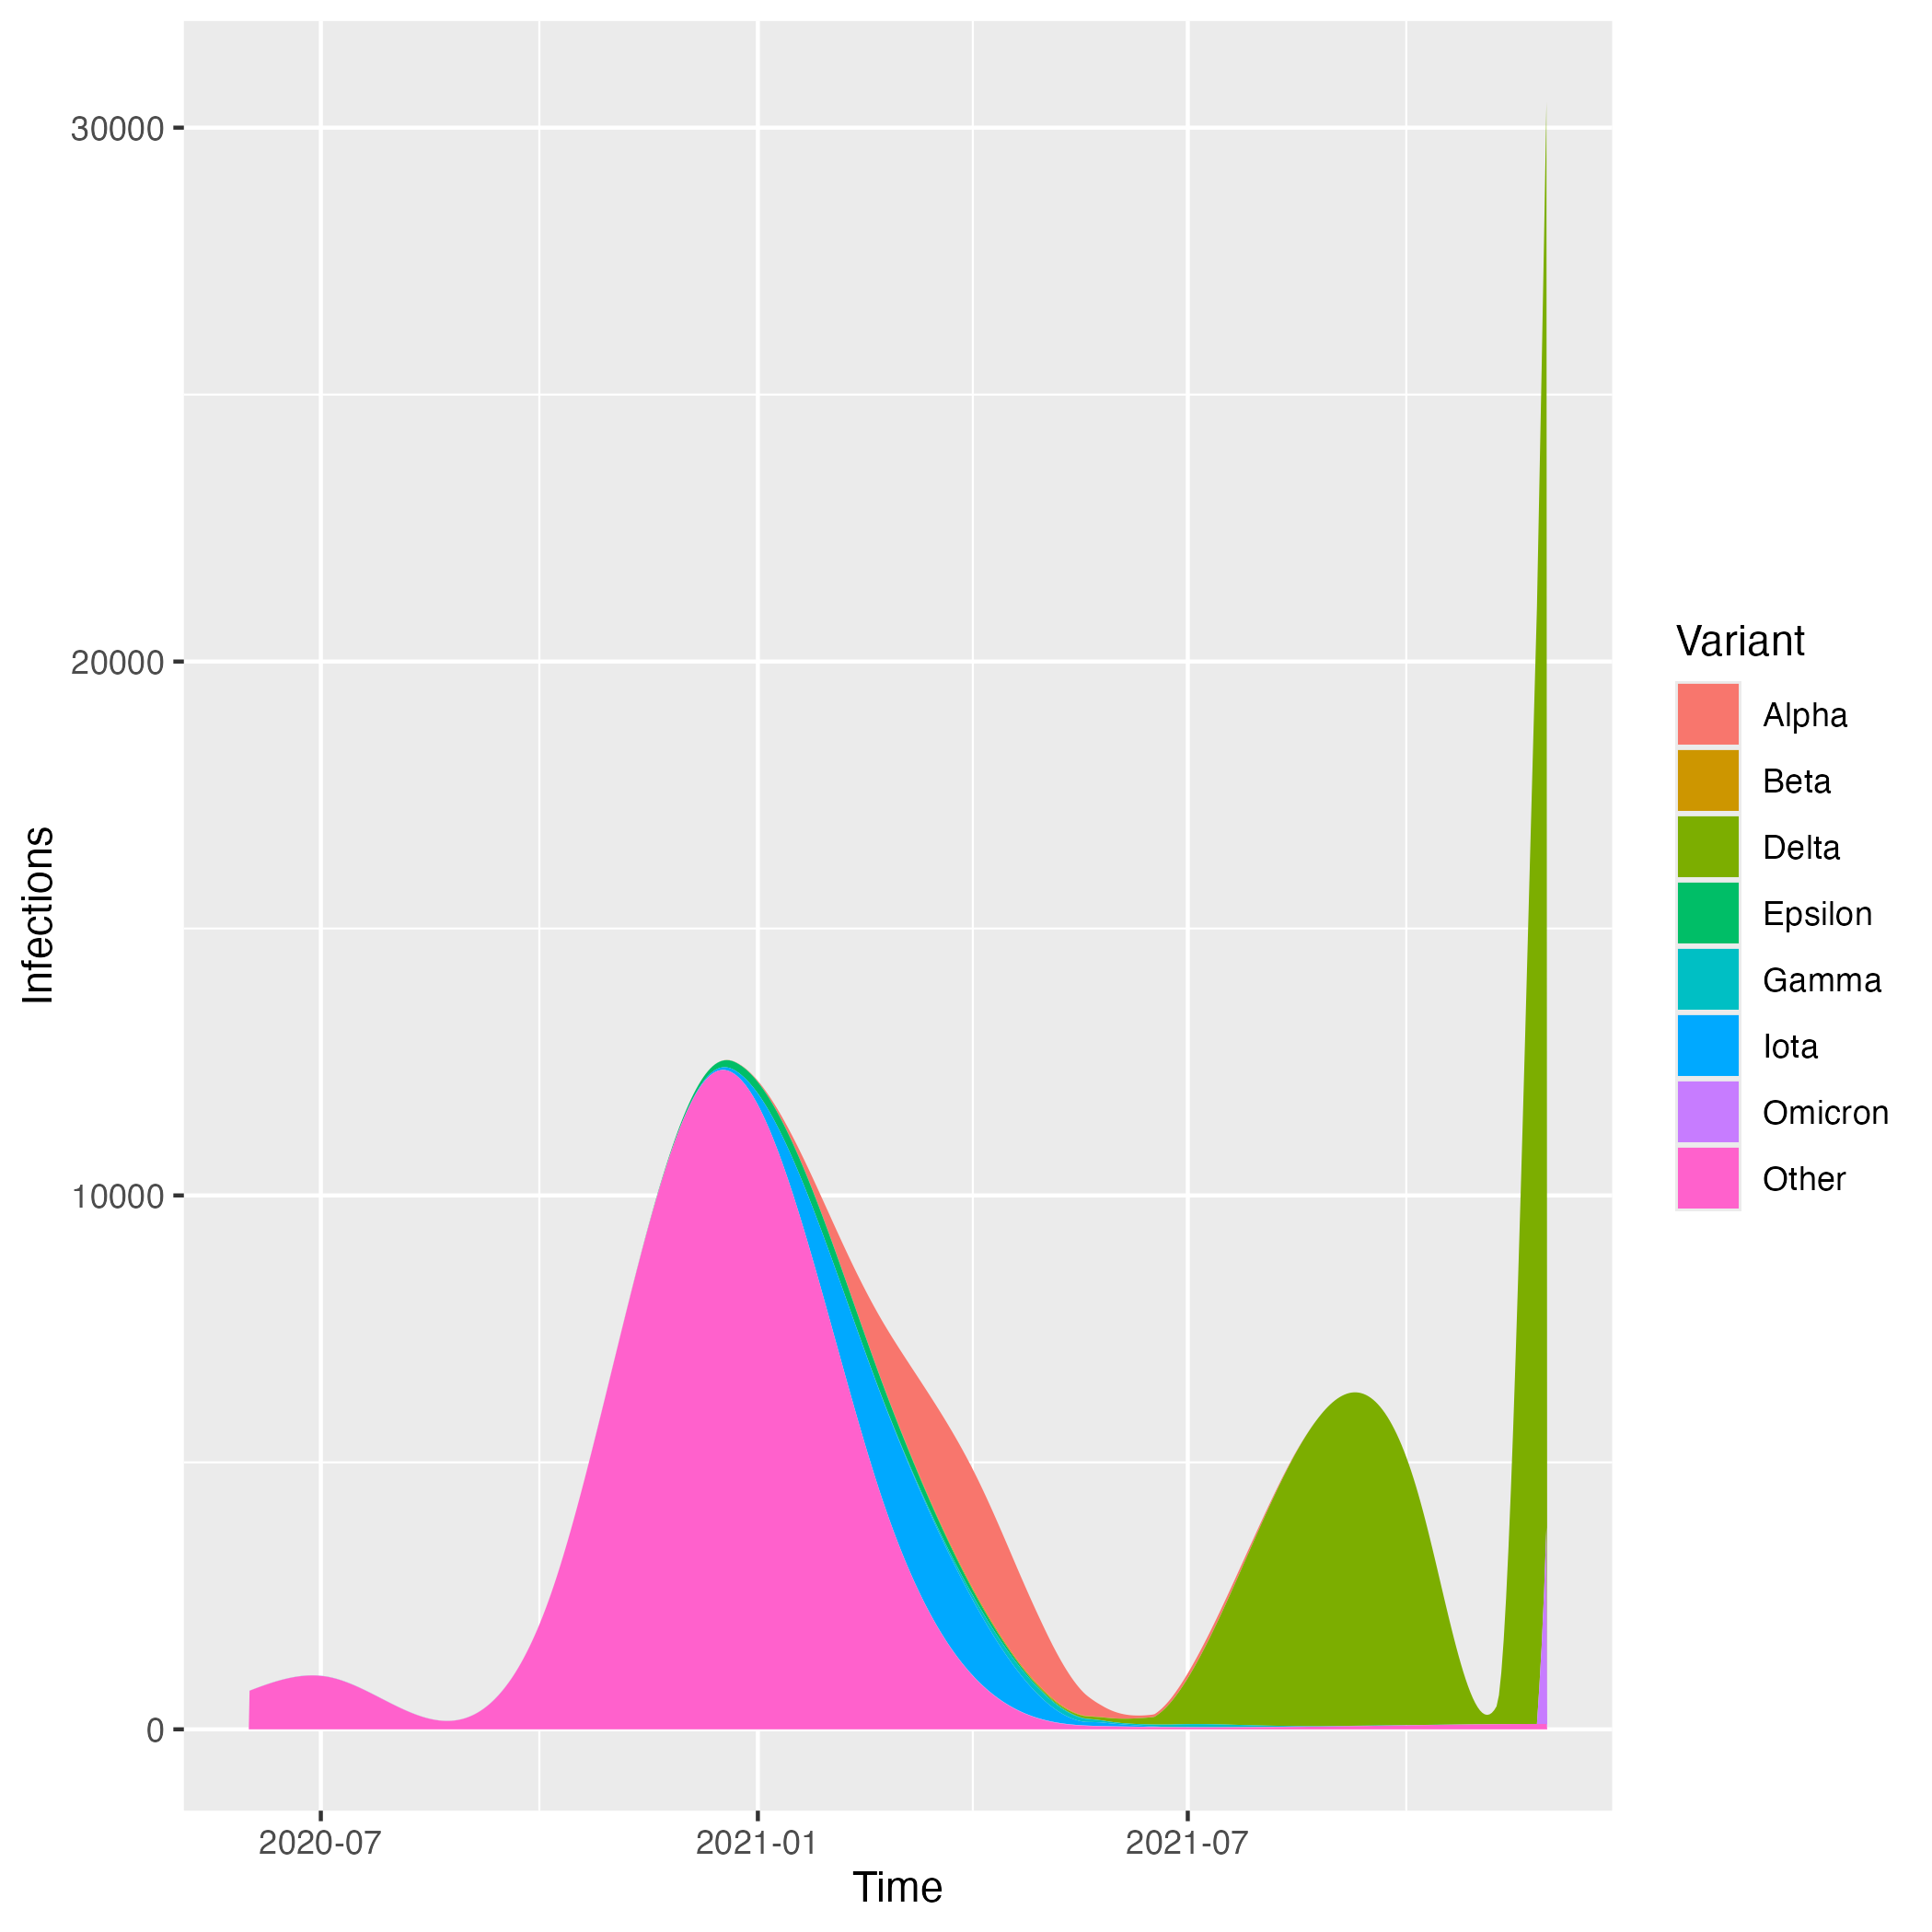 30000
20000
10000
0
Infections
2020-07
2021-01
2021-07
Time
Variant
Alpha
Beta
Delta
Epsilon
Gamma
Iota
Omicron
Other